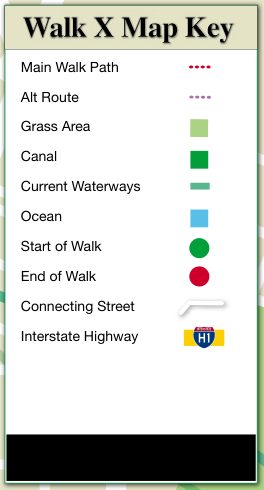 Walk X Map Key
Main Walk Path
Alt Route
Grass Area
Canal
Current Waterways
Ocean
Start of Walk
End of Walk
Connecting Street
Interstate Highway H1